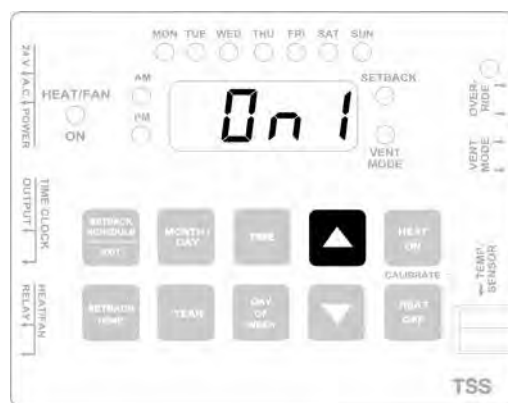 MON TUE WED THU FRI SAT SUN
24 V A.C. POWER
HEAT/FAN
ON
AM
PM
On 1
SETBACK
VENT
MODE
OVER-
RIDE
VENT
MODE
TIME CLOCK
OUTPUT
SETBACK
SCHEDULE
EXIT
MONTH /
DAY
TIME
HEAT
ON
CALIBRATE
HEAT/FAN
RELAY
SETBACK
TEMP
YEAR
DAY
OF
WEEK
HEAT
OFF
TEMP.
SENSOR
TSS